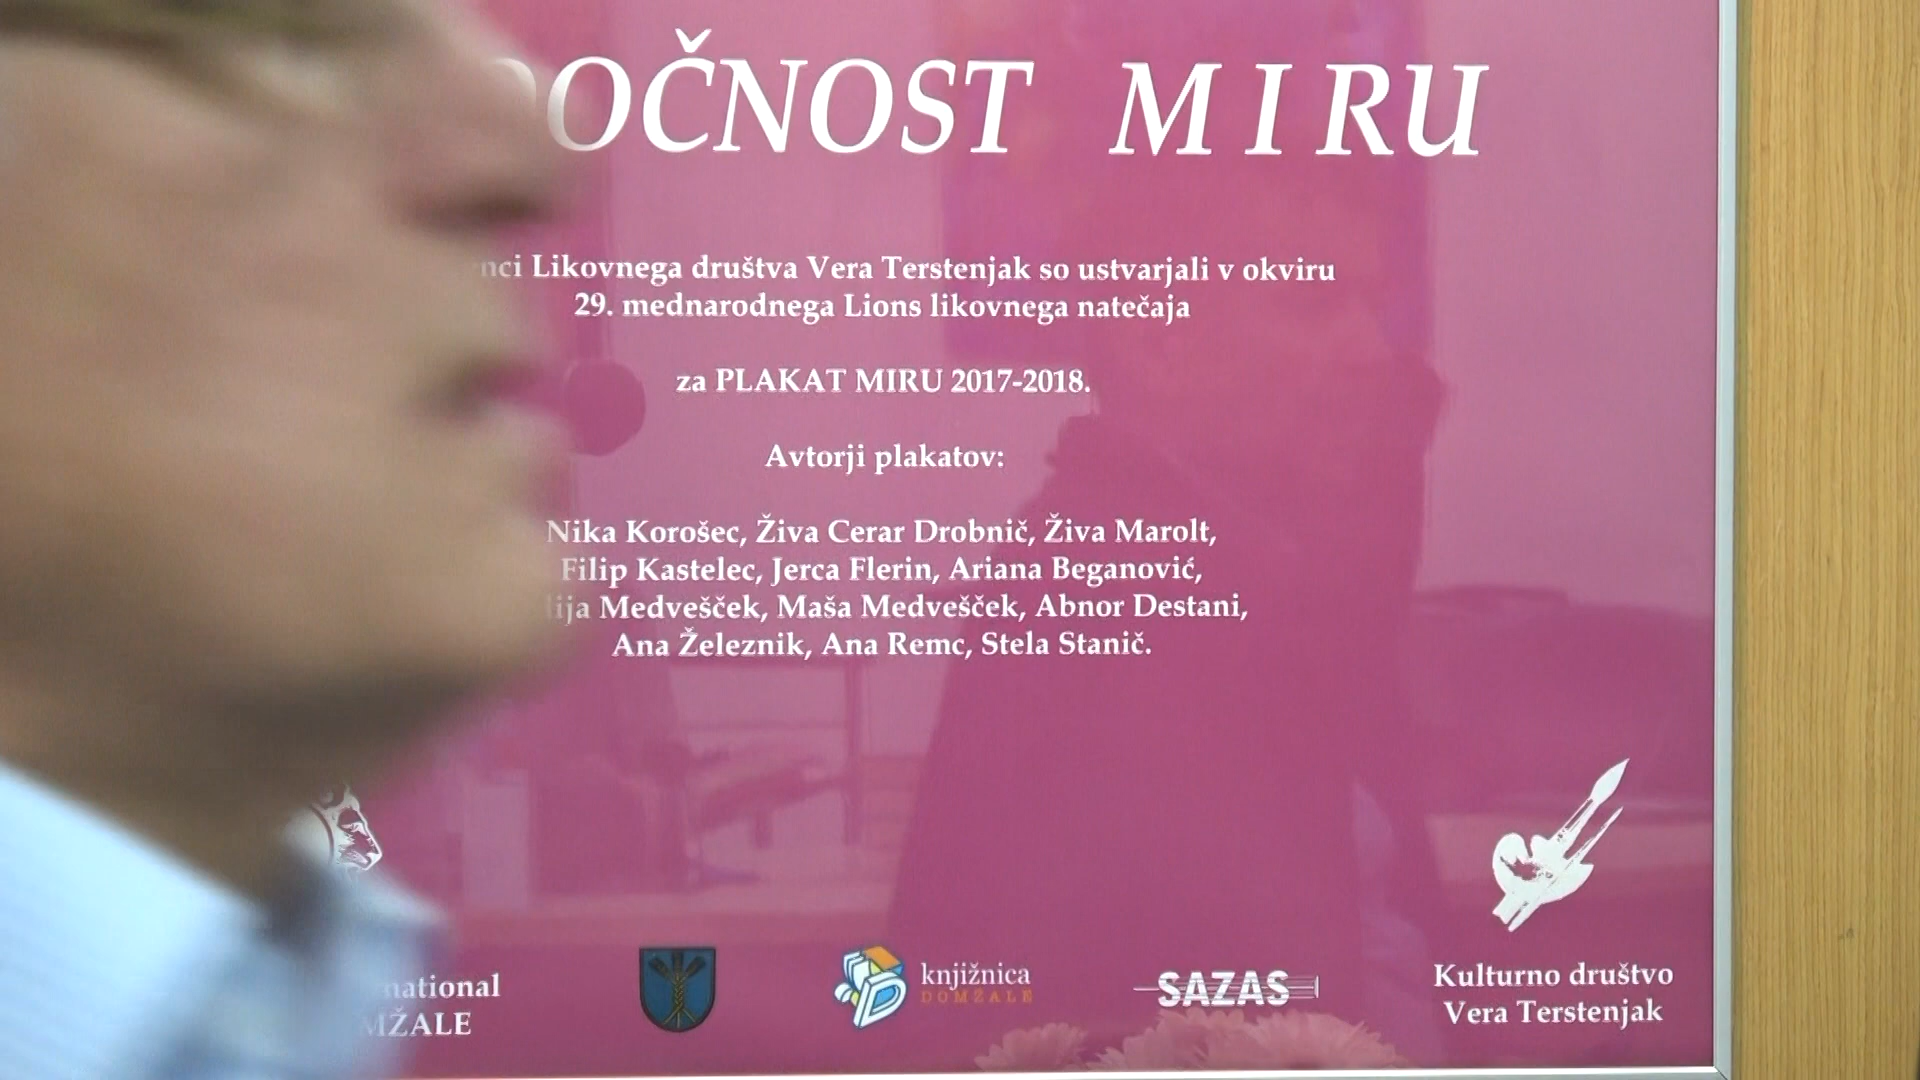 OČNOST MIRU
Likovnega društva Vera Terstenjak so ustvarjali v okviru
29. mednarodnega Lions likovnega natečaja
za PLAKAT MIRU 2017-2018.
Avtorji plakatov:
Nika Korošec, Živa Cerar Drobnič, Živa Marolt,
Filip Kastelec, Jerca Flerin, Ariana Beganović,
Medvešček, Maša Medvešček, Abnor Destani,
Ana Železnik, Ana Remc, Stela Stanič.
national
MŽALE
knjižnica
DOMŽALE
SAZAS
Kulturno društvo
Vera Terstenjak